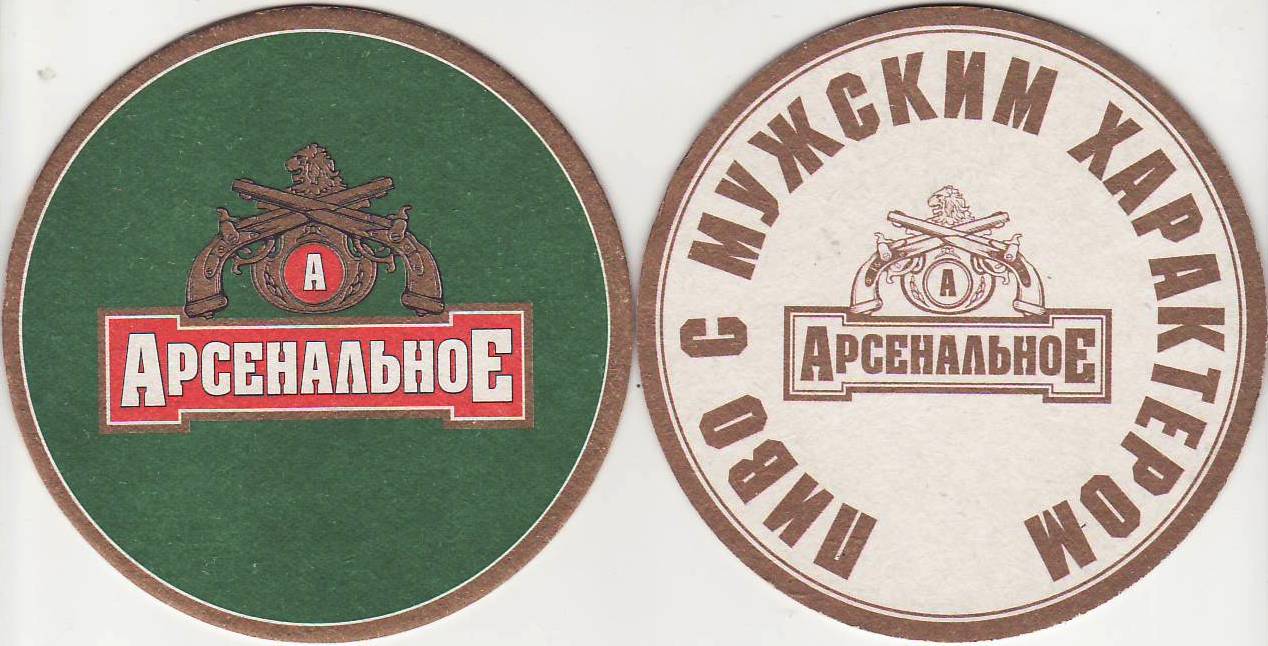 А
АРСЕНАЛЬНОЕ
ПИВО С МУЖСКИМ ХАРАКТЕРОМ
А
АРСЕНАЛЬНОЕ